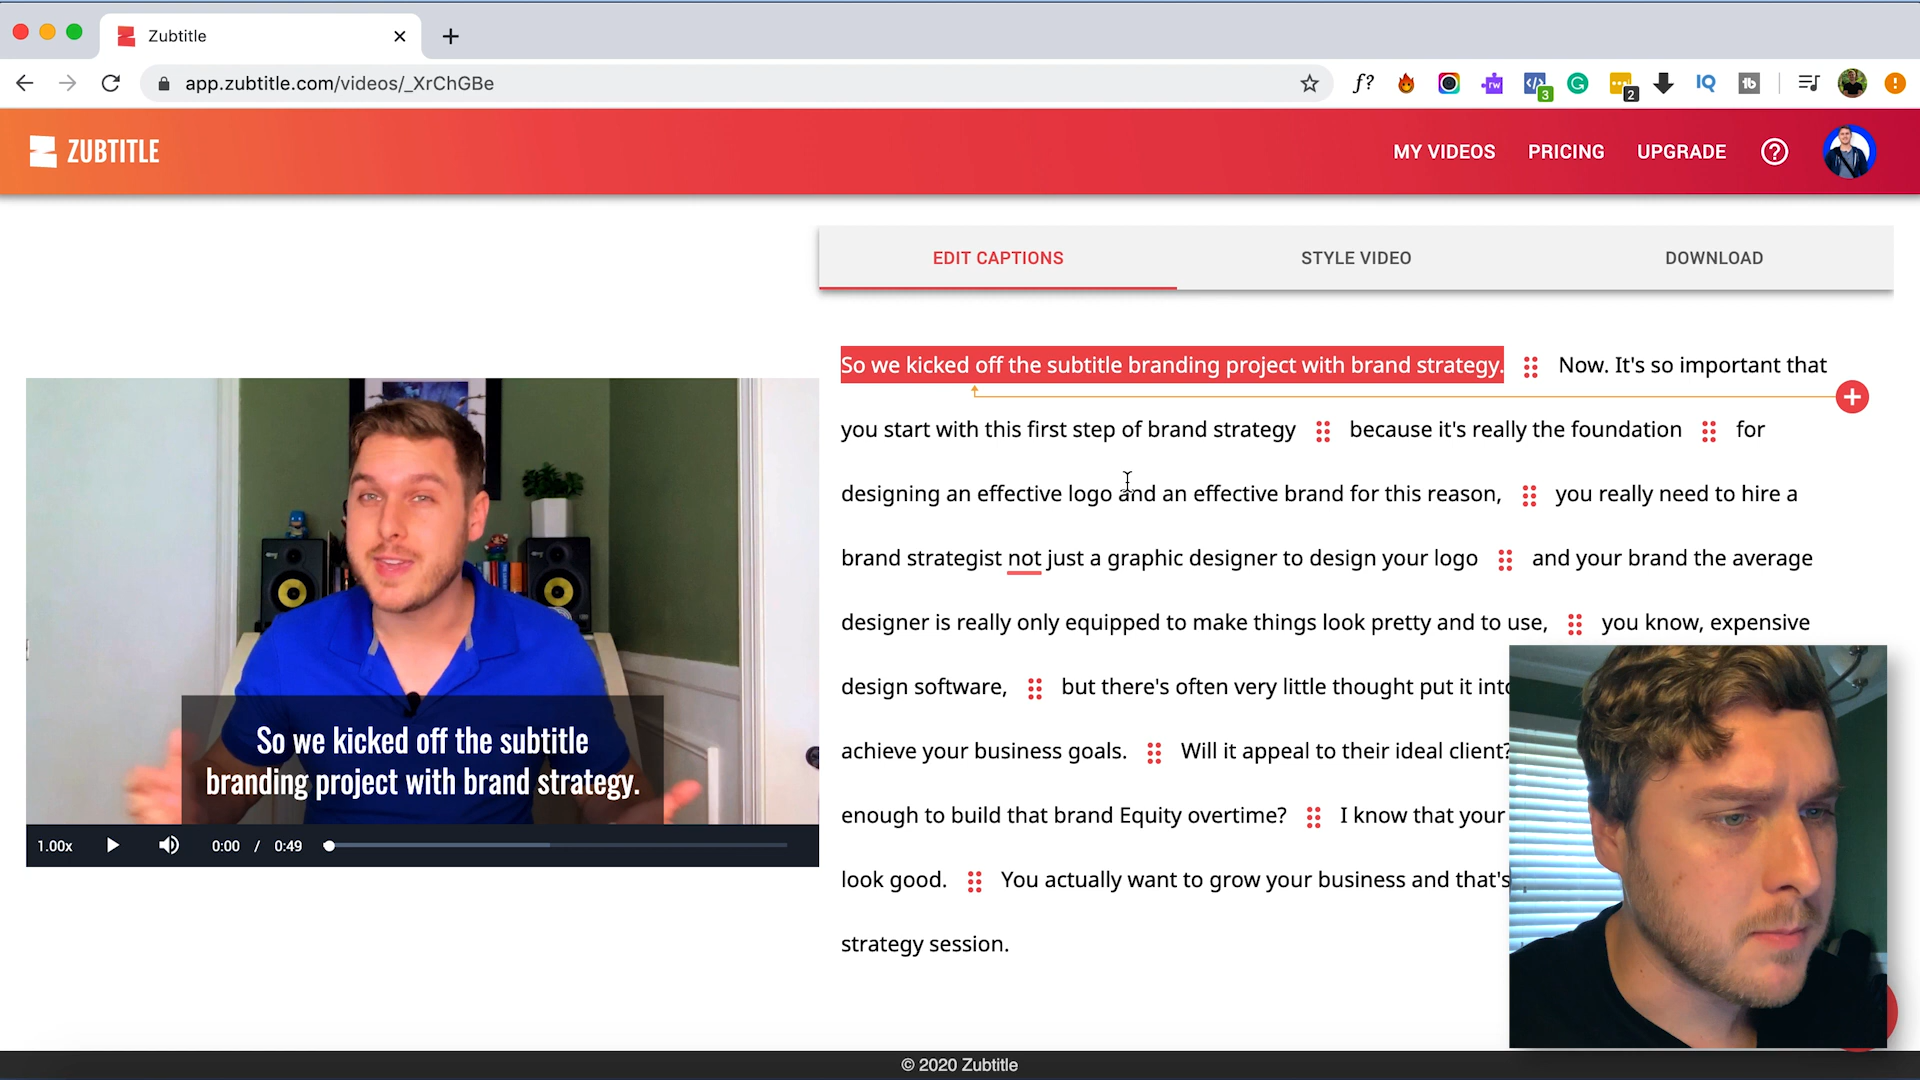 Zubtitle
app.zubtitle.com/videos/_XrChGBe
f?
rw
3
2
IQ
tb
ZUBTITLE
MY VIDEOS
PRICING
UPGRADE
EDIT CAPTIONS
STYLE VIDEO
DOWNLOAD
So we kicked off the subtitle branding project with brand strategy. Now. It's so important that
you start with this first step of brand strategy because it's really the foundation for
designing an effective logo and an effective brand for this reason, you really need to hire a
brand strategist not just a graphic designer to design your logo and your brand the average
designer is really only equipped to make things look pretty and to use, you know, expensive
design software, but there's often very little thought put it into
achieve your business goals. Will it appeal to their ideal client?
enough to build that brand Equity overtime? I know that your
look good. You actually want to grow your business and that's
strategy session.
So we kicked off the subtitle
branding project with brand strategy.
1.00x
0:00 / 0:49
© 2020 Zubtitle